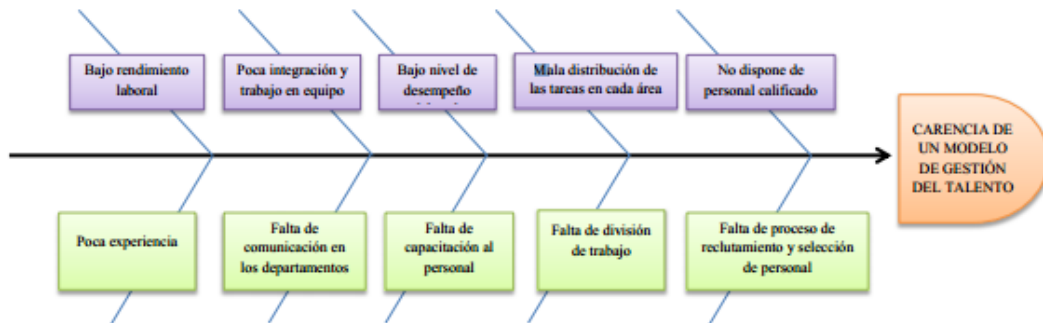 Bajo rendimiento
laboral
Poca integración y
trabajo en equipo
Bajo nivel de
desempeño
Mala distribución de
las tareas en cada área
No dispone de
personal calificado
CARENCIA DE
UN MODELO
DE GESTIÓN
DEL TALENTO
Poca experiencia
Falta de
comunicación en
los departamentos
Falta de
capacitación al
personal
Falta de división
de trabajo
Falta de proceso de
reclutamiento y selección
de personal